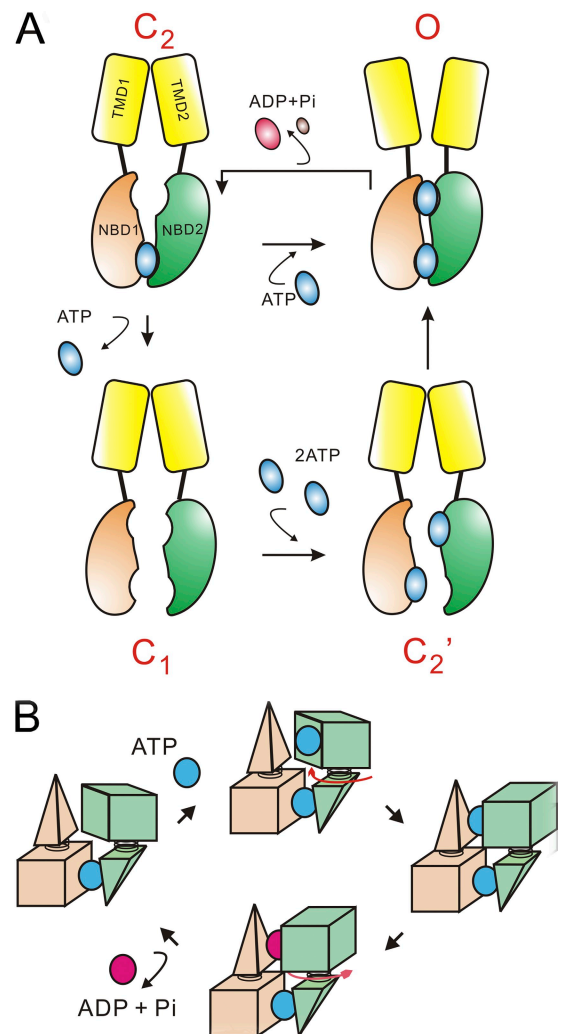 A
C₂
O
TMD1
TMD2
ADP+Pi
NBD1
NBD2
ATP
ATP
2ATP
C₁
C₂'
B
ATP
ADP + Pi